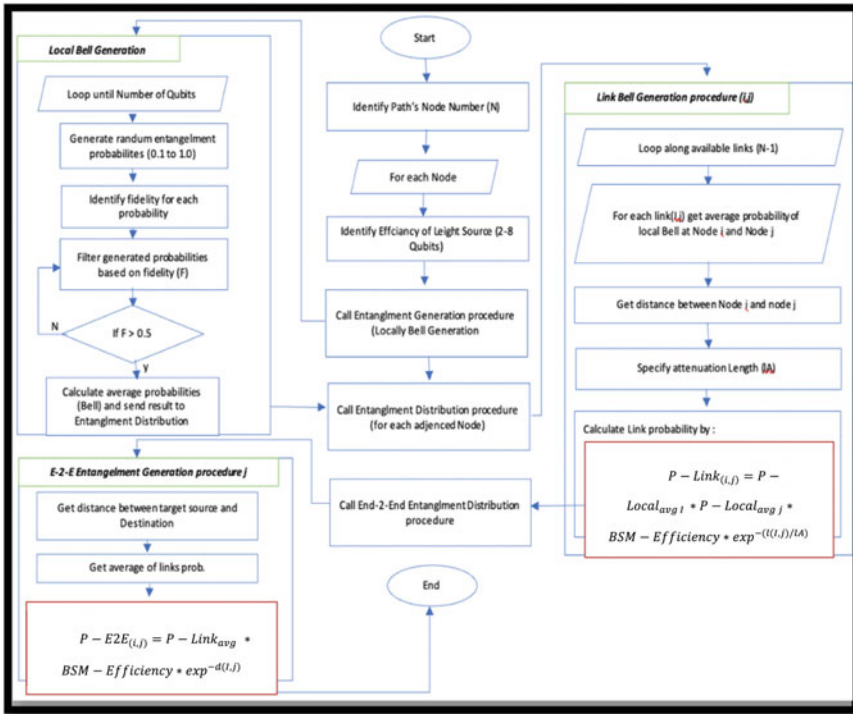 Local Bell Generation
Loop until Number of Qubits
Generate randum entangelment
probabilites (0.1 to 1.0)
Identify fidelity for each
probability
Filter generated probabilities
based on fidelity (F)
N
If F > 0.5
y
Calculate average probabilities
(Bell) and send result to
Entanglment Distribution
E-2-E Entangelment Generation procedure j
Get distance between target source and
Destination
Get average of links prob.
P − E2E(i,j) = P − Link_avg *
BSM − Efficiency * exp^−d(I,j)
Start
Identify Path's Node Number (N)
For each Node
Identify Effciancy of Leight Source (2-8
Qubits)
Call Entanglment Generation procedure
(Locally Bell Generation
Call Entanglment Distribution procedure
(for each adjenced Node)
Call End-2-End Entanglment Distribution
procedure
End
Link Bell Generation procedure (i,j)
Loop along available links (N-1)
For each link(I,j) get average probability of
local Bell at Node i and Node j
Get distance between Node i and node j
Specify attenuation Length (lA)
Calculate Link probability by :
P − Link(i,j) = P −
Local_avg I * P − Local_avg j *
BSM − Efficiency * exp^−(l(I,j)/lA)